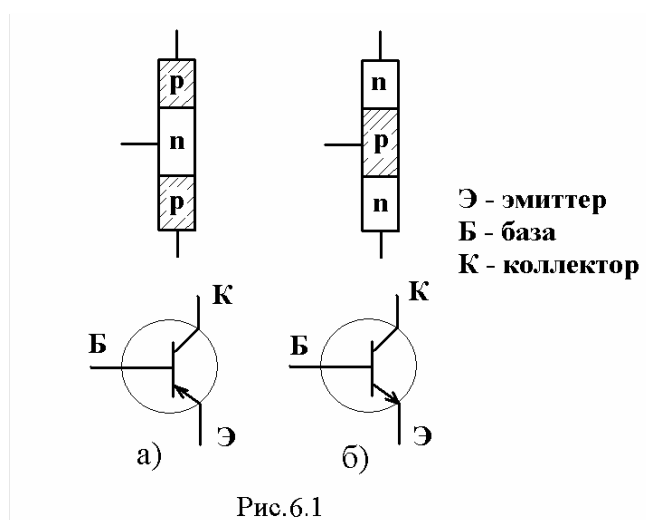 p
n
p
n
p
n
Э - эмиттер
Б - база
К - коллектор
К
Б
Э
а)
К
Б
Э
б)
Рис.6.1